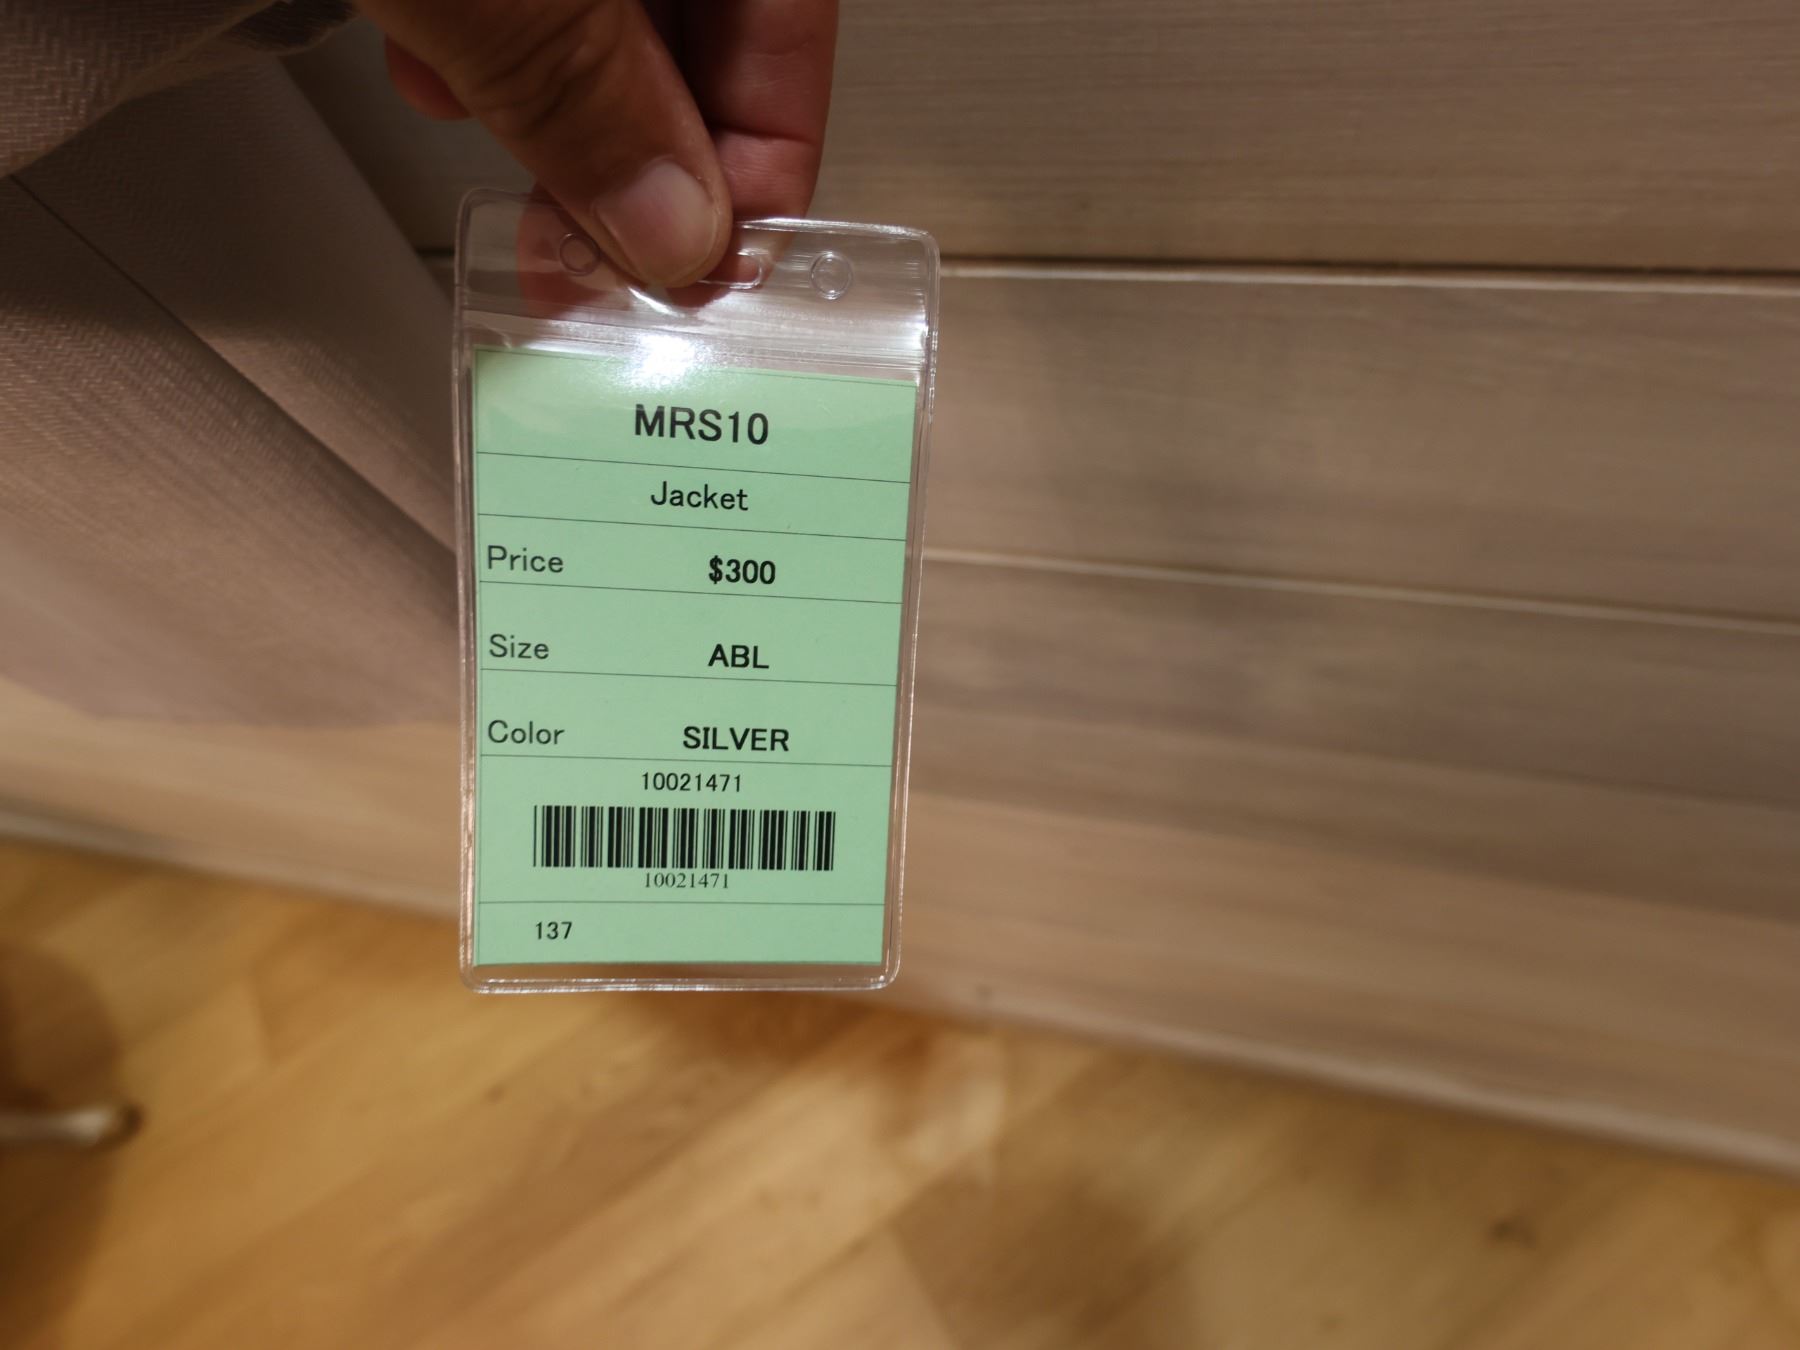 MRS10
Jacket
Price $300
Size ABL
Color SILVER
10021471
10021471
137